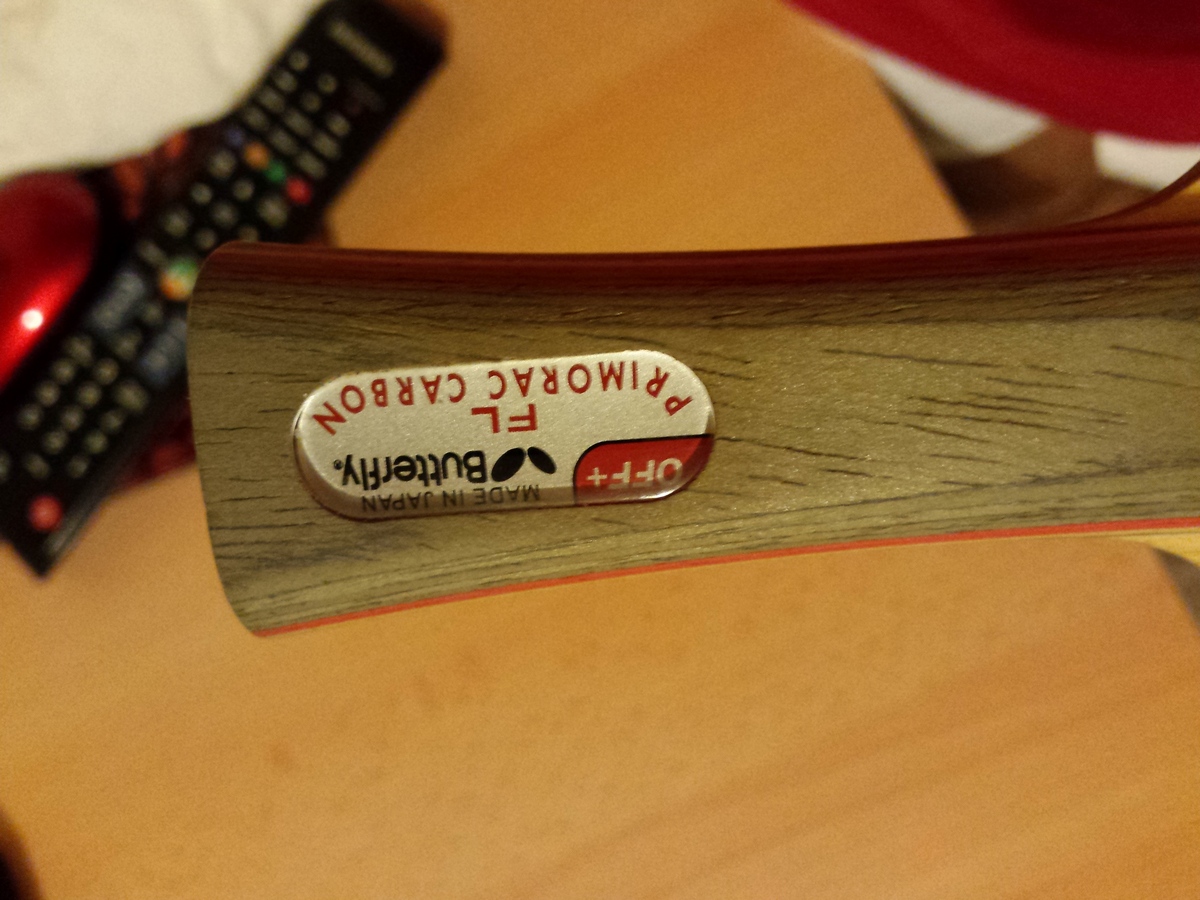 MADE IN JAPAN
Butterfly®
OFF+
FL
PRIMORAC CARBON